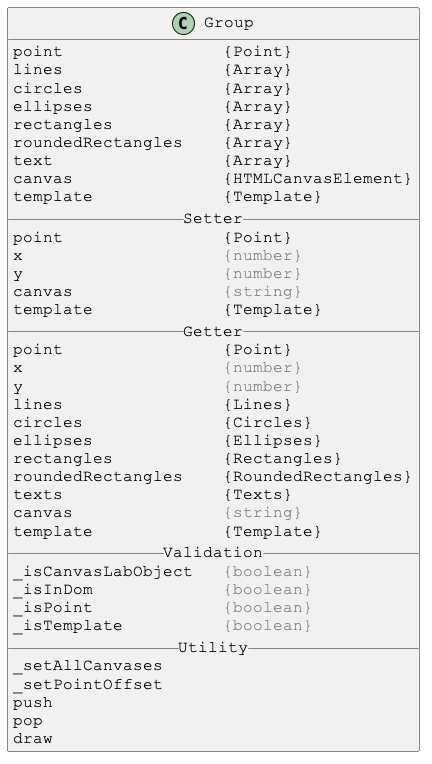 C Group
point {Point}
lines {Array}
circles {Array}
ellipses {Array}
rectangles {Array}
roundedRectangles {Array}
text {Array}
canvas {HTMLCanvasElement}
template {Template}
Setter
point {Point}
x {number}
y {number}
canvas {string}
template {Template}
Getter
point {Point}
x {number}
y {number}
lines {Lines}
circles {Circles}
ellipses {Ellipses}
rectangles {Rectangles}
roundedRectangles {RoundedRectangles}
texts {Texts}
canvas {string}
template {Template}
Validation
_isCanvasLabObject {boolean}
_isInDom {boolean}
_isPoint {boolean}
_isTemplate {boolean}
Utility
_setAllCanvases
_setPointOffset
push
pop
draw